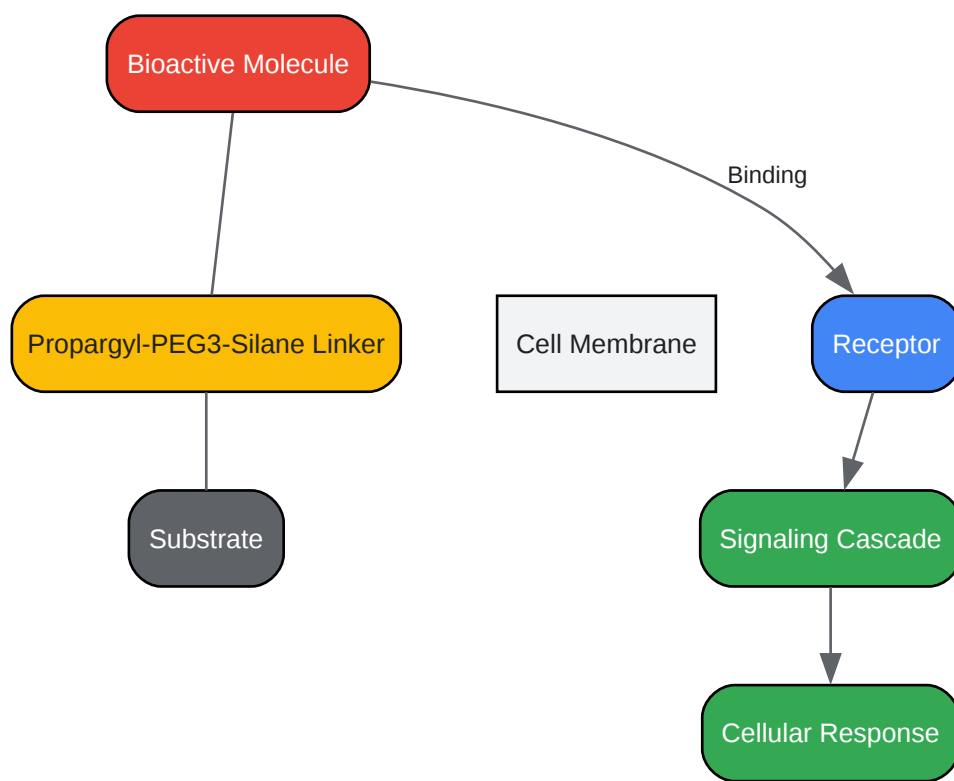 Bioactive Molecule
Binding
Propargyl-PEG3-Silane Linker
Cell Membrane
Receptor
Substrate
Signaling Cascade
Cellular Response